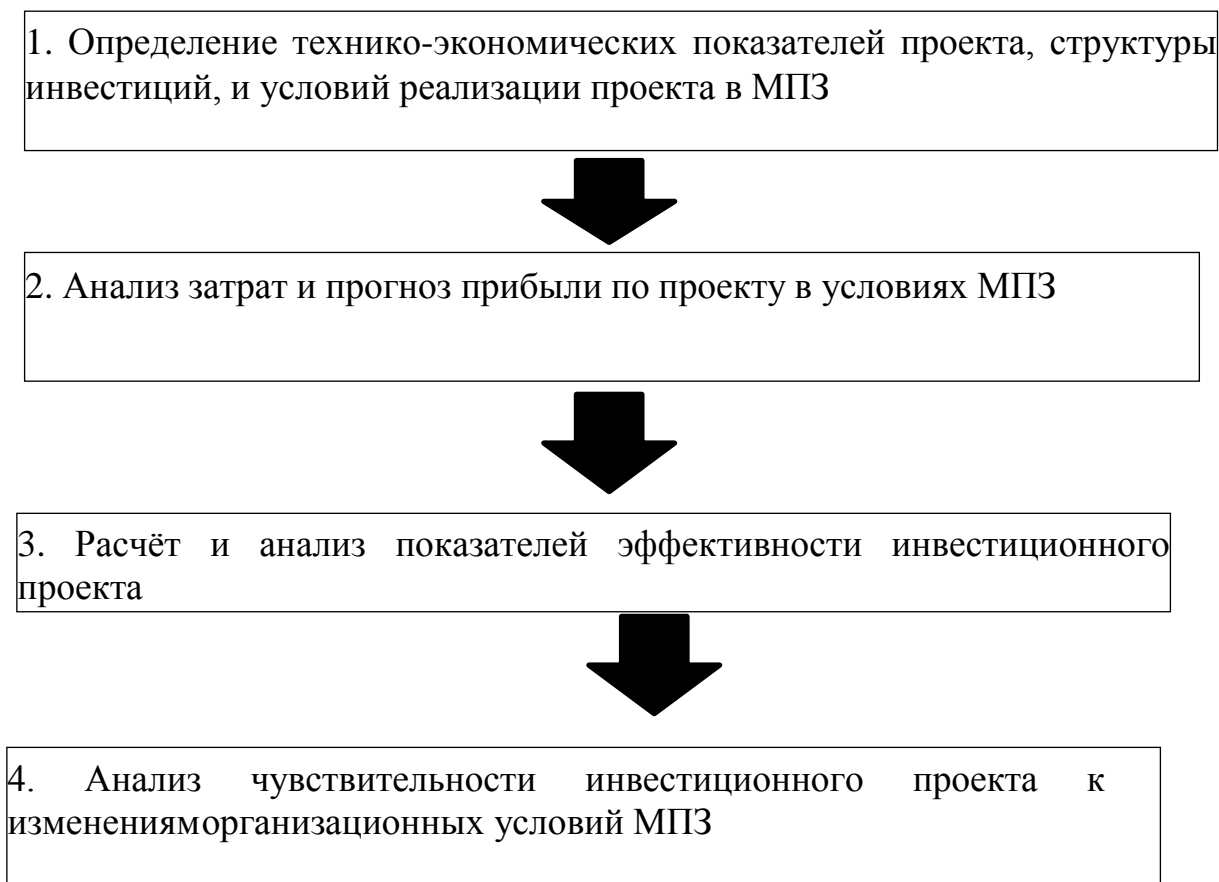 1. Определение технико-экономических показателей проекта, структуры
инвестиций, и условий реализации проекта в МПЗ
2. Анализ затрат и прогноз прибыли по проекту в условиях МПЗ
3. Расчёт и анализ показателей эффективности инвестиционного
проекта
4. Анализ чувствительности инвестиционного проекта к
измененияморганизационных условий МПЗ